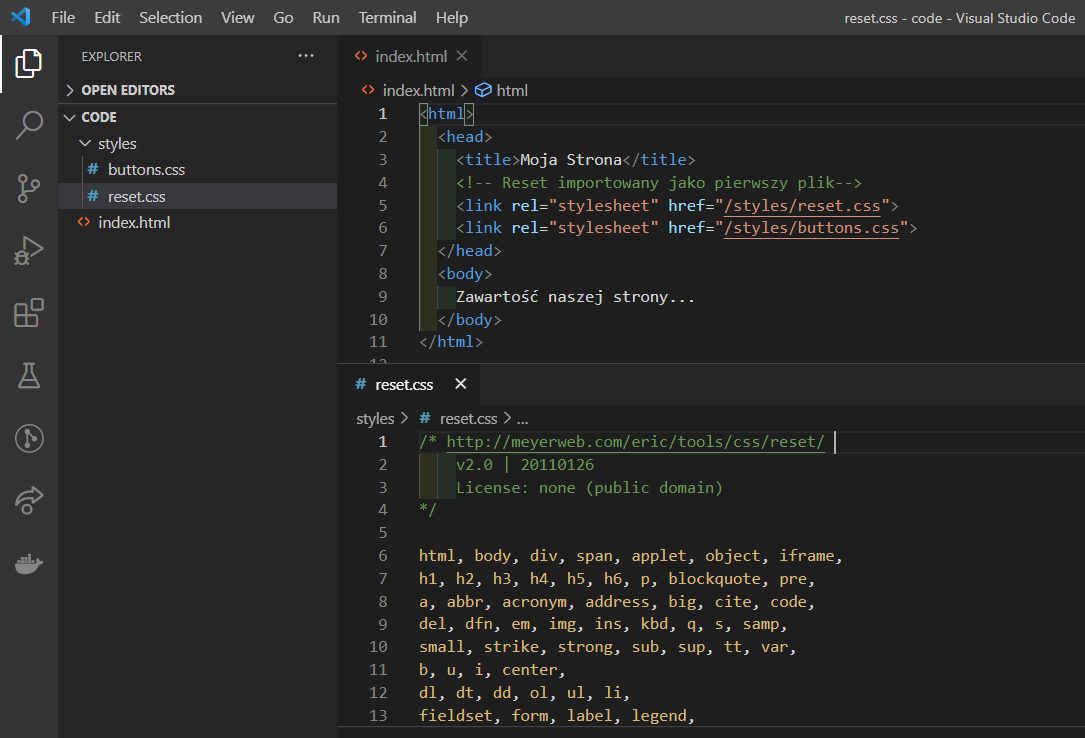 File Edit Selection View Go Run Terminal Help reset.css - code - Visual Studio Code
EXPLORER ...
OPEN EDITORS
CODE
styles
# buttons.css
# reset.css
<> index.html
<> index.html ×
<> index.html > html
1 <html>
2 <head>
3 <title>Moja Strona</title>
4 <!-- Reset importowany jako pierwszy plik-->
5 <link rel="stylesheet" href="/styles/reset.css">
6 <link rel="stylesheet" href="/styles/buttons.css">
7 </head>
8 <body>
9 Zawartość naszej strony...
10 </body>
11 </html>
12
# reset.css ×
styles > # reset.css > ...
1 /* http://meyerweb.com/eric/tools/css/reset/
2 v2.0 | 20110126
3 License: none (public domain)
4 */
5
6 html, body, div, span, applet, object, iframe,
7 h1, h2, h3, h4, h5, h6, p, blockquote, pre,
8 a, abbr, acronym, address, big, cite, code,
9 del, dfn, em, img, ins, kbd, q, s, samp,
10 small, strike, strong, sub, sup, tt, var,
11 b, u, i, center,
12 dl, dt, dd, ol, ul, li,
13 fieldset, form, label, legend,